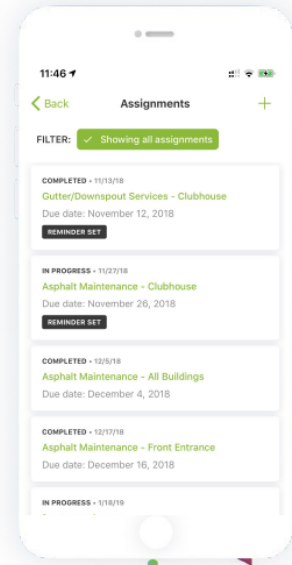 11:46
Back
Assignments
+
FILTER: ✓ Showing all assignments
COMPLETED • 11/13/18
Gutter/Downspout Services - Clubhouse
Due date: November 12, 2018
REMINDER SET
IN PROGRESS • 11/27/18
Asphalt Maintenance - Clubhouse
Due date: November 26, 2018
REMINDER SET
COMPLETED • 12/5/18
Asphalt Maintenance - All Buildings
Due date: December 4, 2018
COMPLETED • 12/17/18
Asphalt Maintenance - Front Entrance
Due date: December 16, 2018
IN PROGRESS • 1/18/19